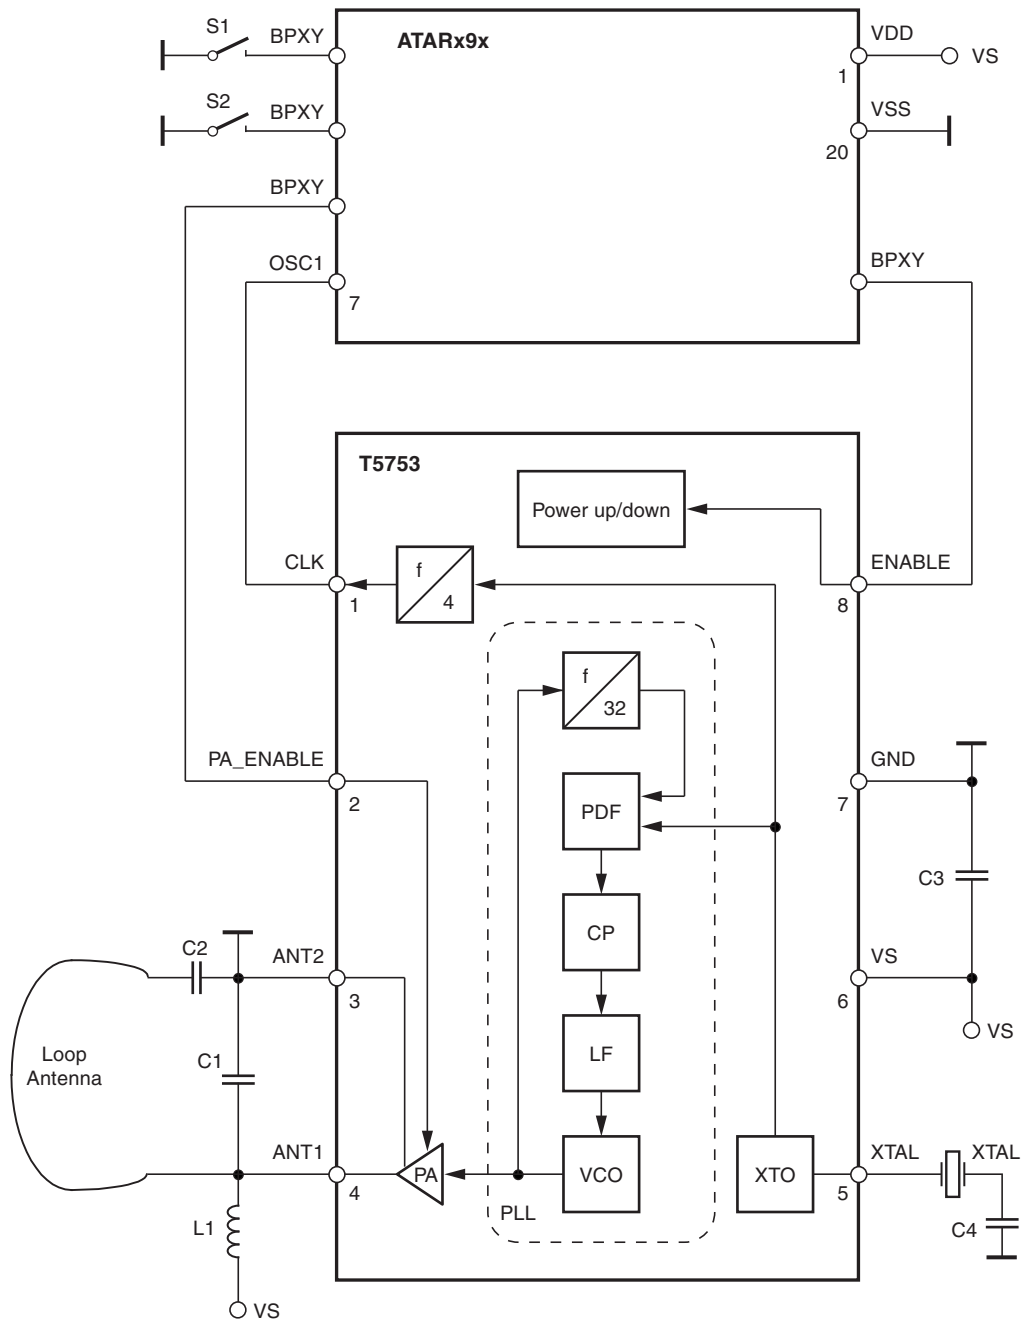 S1
BPXY
ATARx9x
VDD
1
VS
S2
BPXY
VSS
20
BPXY
OSC1
7
BPXY
T5753
Power up/down
CLK
1
f
4
ENABLE
8
f
32
PA_ENABLE
2
GND
7
PDF
C3
CP
C2
ANT2
3
VS
6
VS
Loop
Antenna
C1
LF
ANT1
4
PA
VCO
PLL
XTO
XTAL
5
XTAL
C4
L1
VS